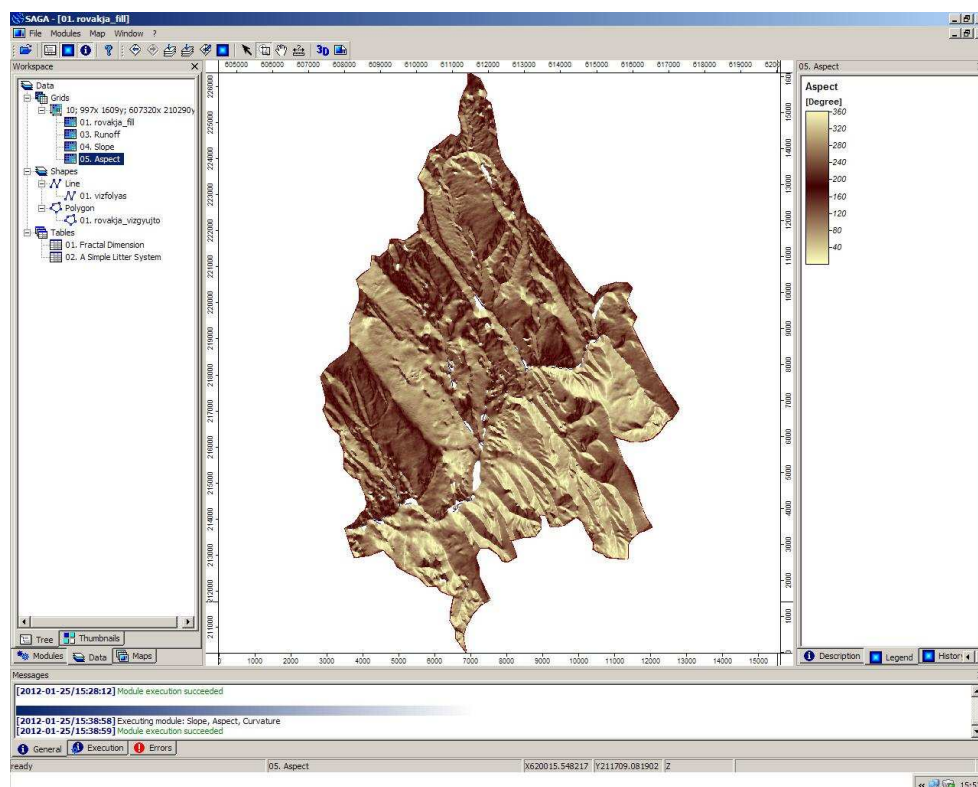 SAGA - [01. rovakja_fill]
File Modules Map Window ?
3D
Workspace
Data
Grids
10; 997x 1609y; 607320x 210290y
01. rovakja_fill
03. Runoff
04. Slope
05. Aspect
Shapes
Line
01. vizfolyas
Polygon
01. rovakja_vizgyujto
Tables
01. Fractal Dimension
02. A Simple Litter System
Tree Thumbnails
Modules Data Maps
605000 606000 607000 608000 609000 610000 611000 612000 613000 614000 615000 616000 617000 618000 619000
226000
225000
224000
223000
222000
221000
220000
219000
218000
217000
216000
215000
214000
213000
212000
211000
15000
14000
13000
12000
11000
10000
9000
8000
7000
6000
5000
4000
3000
2000
1000
0
1000 2000 3000 4000 5000 6000 7000 8000 9000 10000 11000 12000 13000 14000 15000
05. Aspect
Aspect
[Degree]
360
320
280
240
200
160
120
80
40
Description Legend
Messages
[2012-01-25/15:28:12] Module execution succeeded
[2012-01-25/15:38:58] Executing module: Slope, Aspect, Curvature
[2012-01-25/15:38:59] Module execution succeeded
General Execution Errors
ready 05. Aspect X620015.548217 Y211709.081902 Z